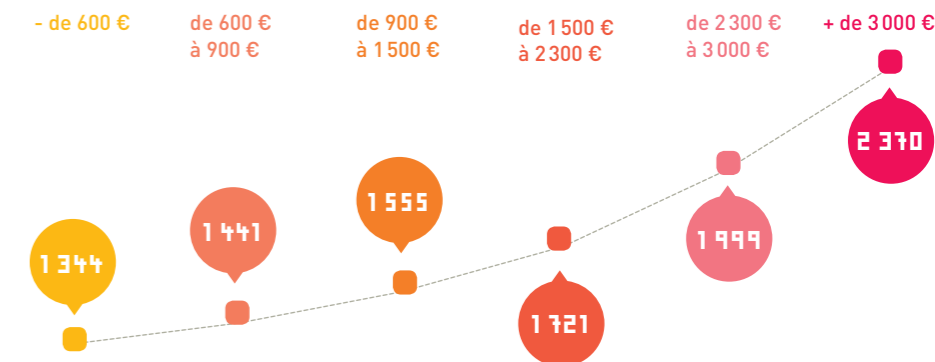 - de 600 €
de 600 €
à 900 €
de 900 €
à 1 500 €
de 1 500 €
à 2 300 €
de 2 300 €
à 3 000 €
+ de 3 000 €
1 344
1 441
1 555
1 721
1 999
2 370